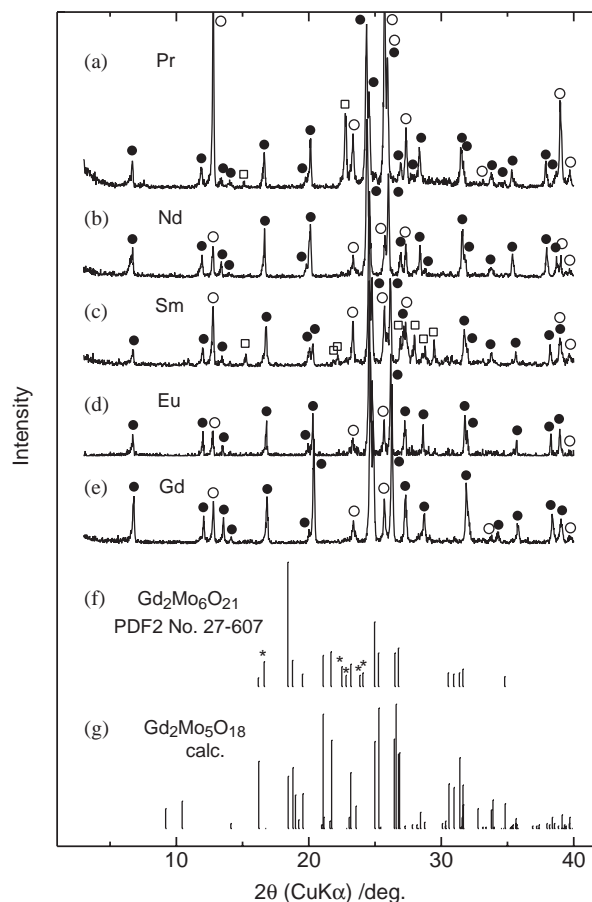 (a) Pr
(b) Nd
(c) Sm
(d) Eu
(e) Gd
(f) Gd2Mo6O21
PDF2 No. 27-607
* * * * *
(g) Gd2Mo5O18
calc.
Intensity
10 20 30 40
2θ (CuKα) /deg.